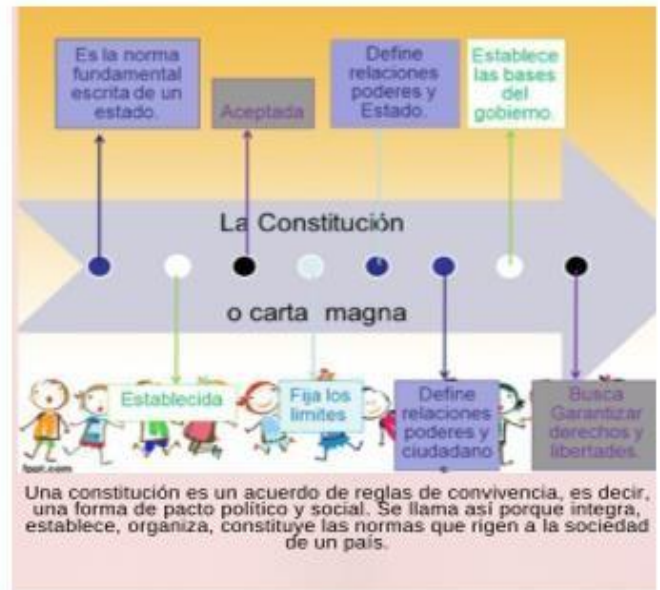 Es la norma
fundamental
escrita de un
estado.
Aceptada
Define
relaciones
poderes y
Estado.
Establece
las bases
del
gobierno.
La Constitución
o carta magna
Establecida
Fija los
limites
Define
relaciones
poderes y
ciudadano
s
Busca
Garantizar
derechos y
libertades.
Una constitución es un acuerdo de reglas de convivencia, es decir,
una forma de pacto político y social. Se llama así porque integra,
establece, organiza, constituye las normas que rigen a la sociedad
de un país.